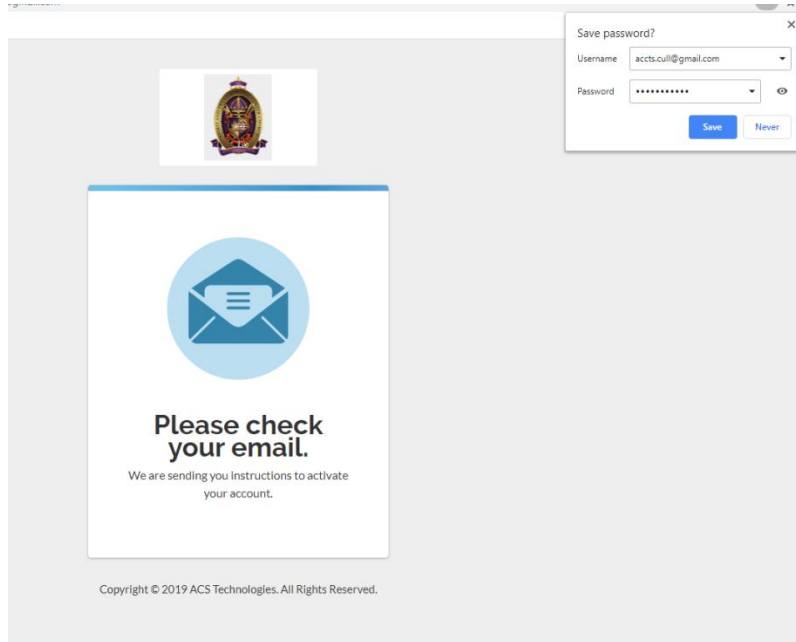 Save password?
Username accts.cull@gmail.com
Password •••••••••••
Save Never
Please check
your email.
We are sending you instructions to activate
your account.
Copyright © 2019 ACS Technologies. All Rights Reserved.